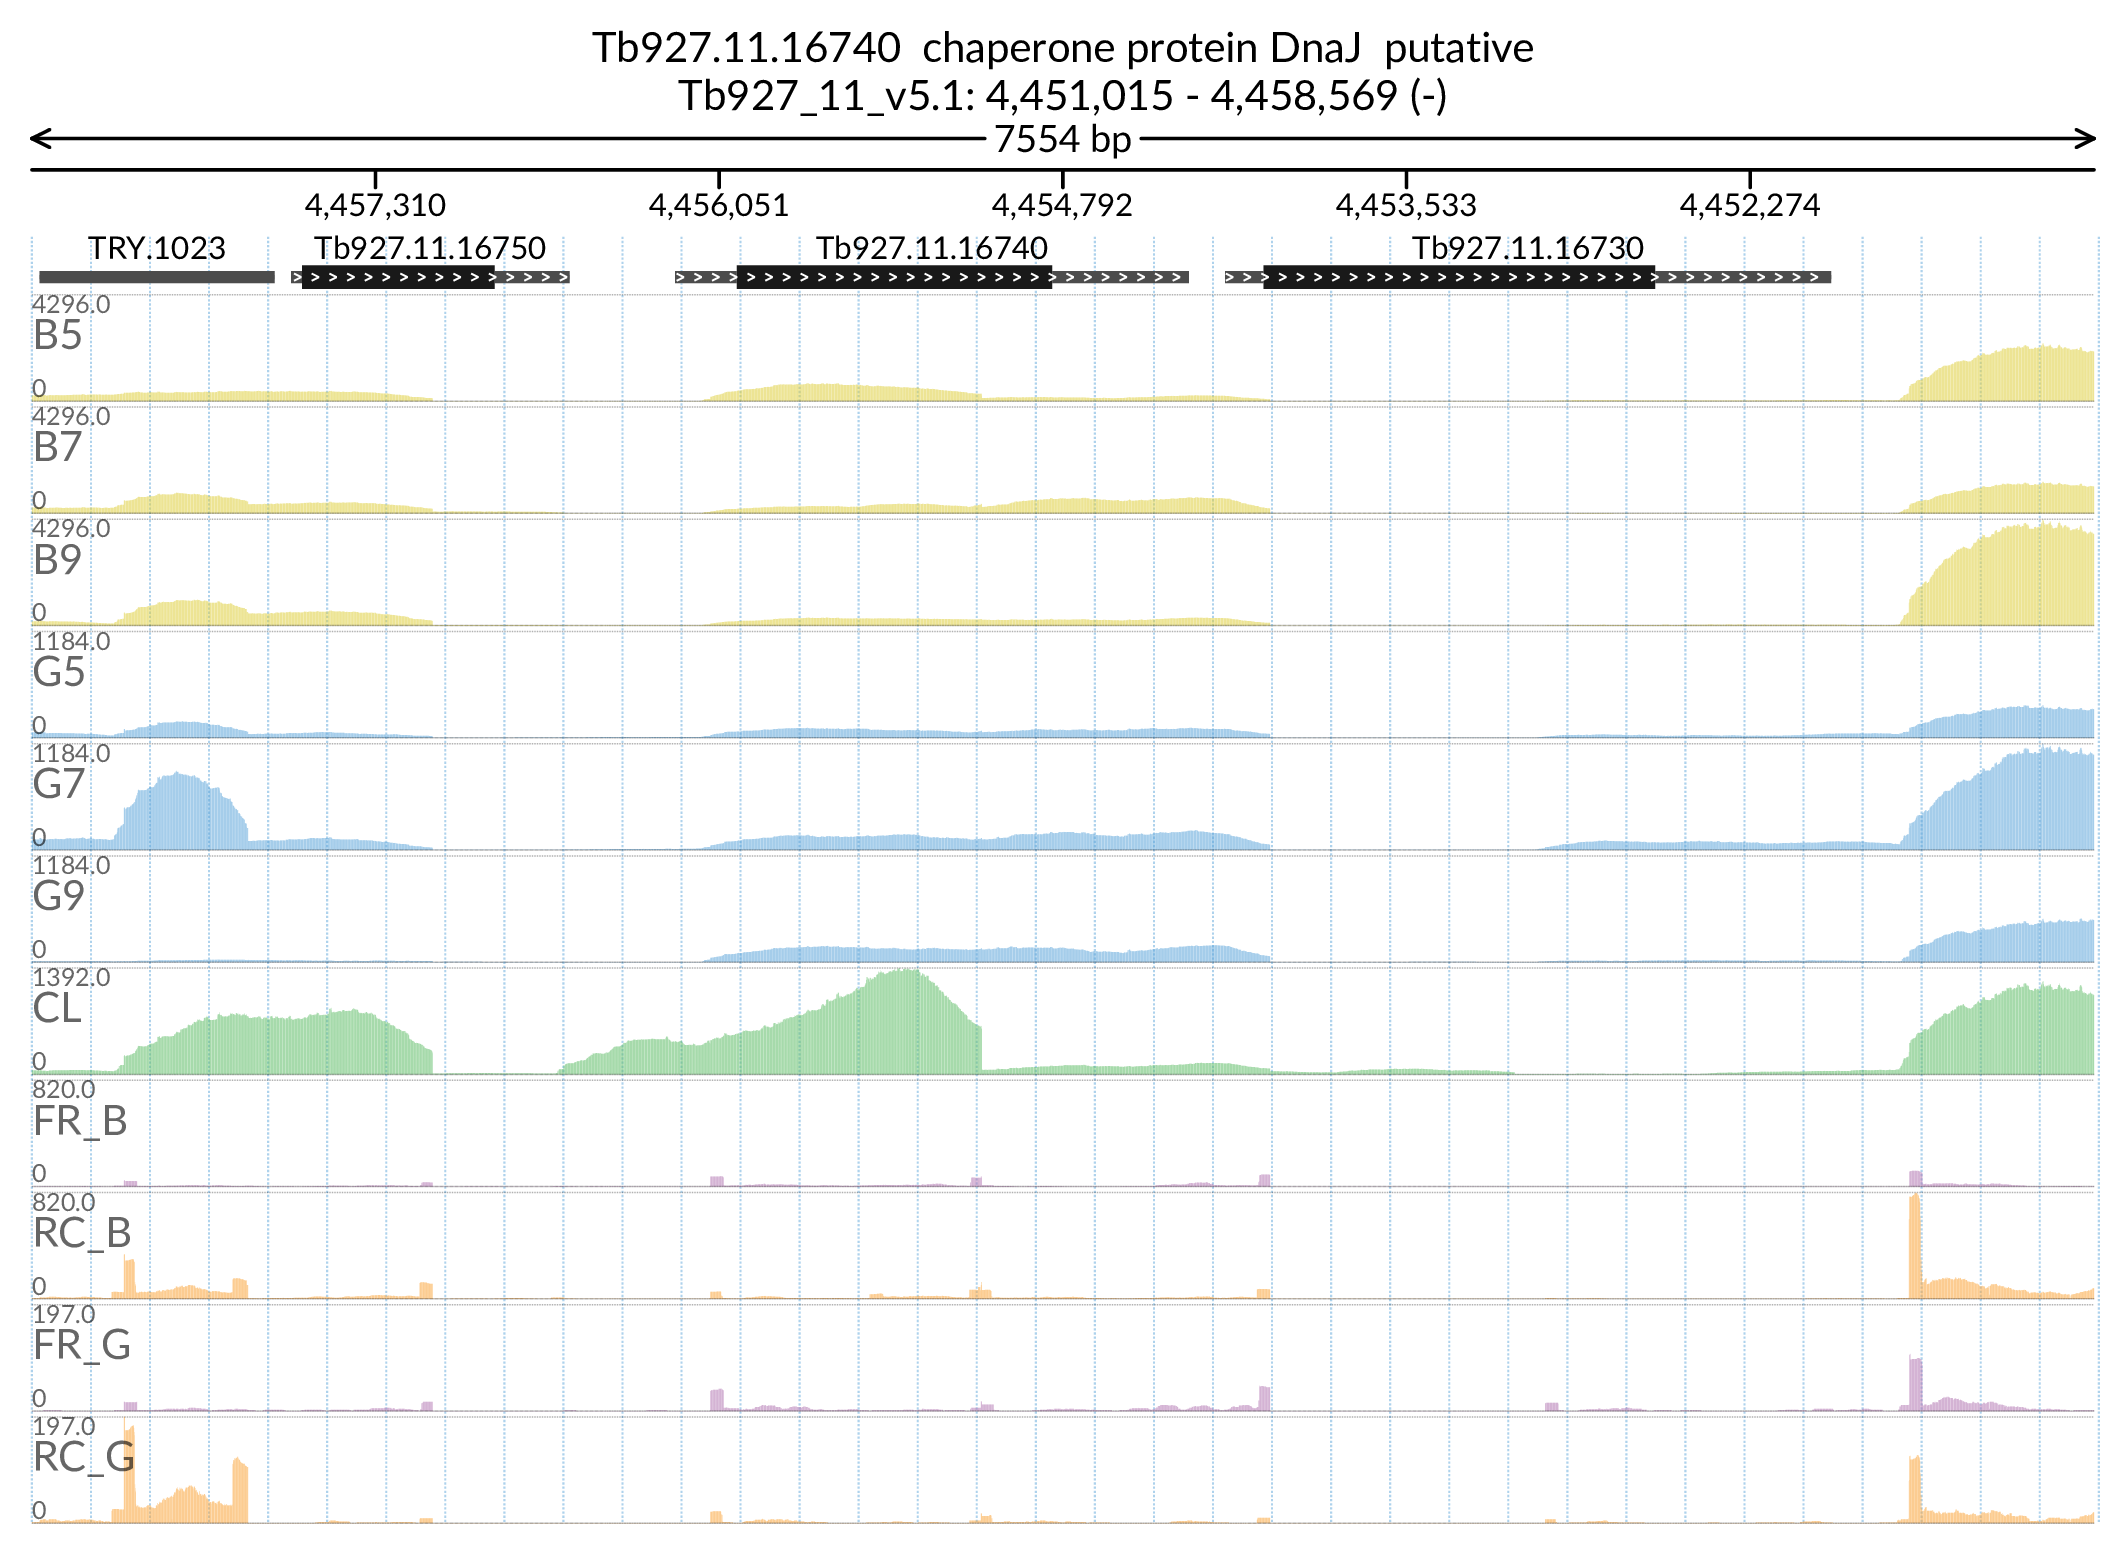 Tb927.11.16740  chaperone protein DnaJ  putative
Tb927_11_v5.1: 4,451,015 - 4,458,569 (-)
7554 bp
4,457,310 4,456,051 4,454,792 4,453,533 4,452,274
TRY.1023 Tb927.11.16750 Tb927.11.16740 Tb927.11.16730
4296.0
B5
0
4296.0
B7
0
4296.0
B9
0
1184.0
G5
0
1184.0
G7
0
1184.0
G9
0
1392.0
CL
0
820.0
FR_B
0
820.0
RC_B
0
197.0
FR_G
0
197.0
RC_G
0